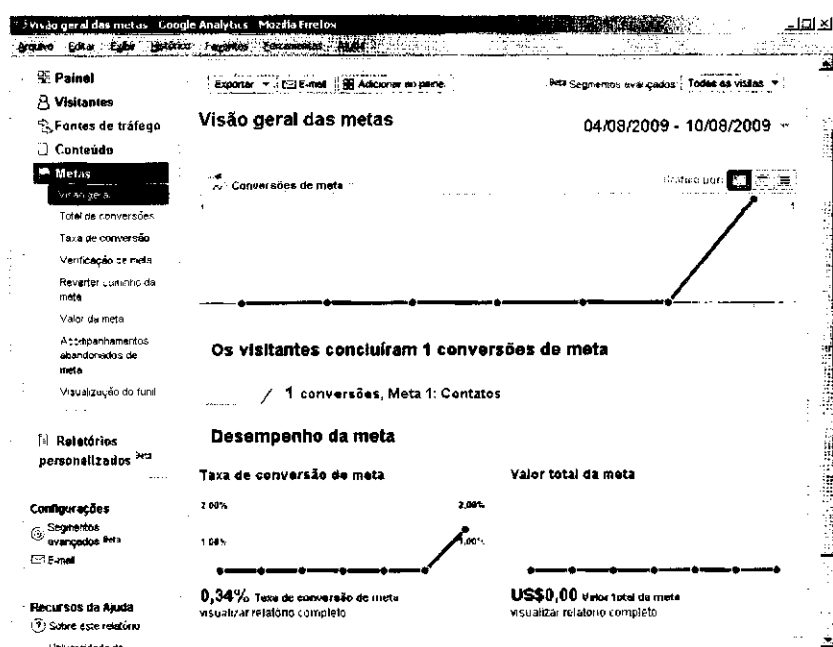 Visão geral das metas - Google Analytics - Mozilla Firefox
Arquivo Editar Exibir Histórico Favoritos Ferramentas Ajuda
Painel
Visitantes
Fontes de tráfego
Conteúdo
Metas
Visão geral
Total de conversões
Taxa de conversão
Verificação de meta
Reverter caminho da
meta
Valor da meta
Acompanhamentos
abandonados de
meta
Visualização do funil
Relatórios
personalizados Beta
Configurações
Segmentos
avançados Beta
E-mail
Recursos da Ajuda
Sobre este relatório
Universidade de
Exportar E-mail Adicionar ao painel
Beta Segmentos avançados: Todas as visitas
Visão geral das metas
04/08/2009 - 10/08/2009
Conversões de meta
Gráfico por:
1 1
Os visitantes concluíram 1 conversões de meta
1 conversões, Meta 1: Contatos
Desempenho da meta
Taxa de conversão de meta
2,00% 2,00%
1,00% 1,00%
0,34% Taxa de conversão de meta
visualizar relatório completo
Valor total da meta
US$0,00 Valor total da meta
visualizar relatório completo